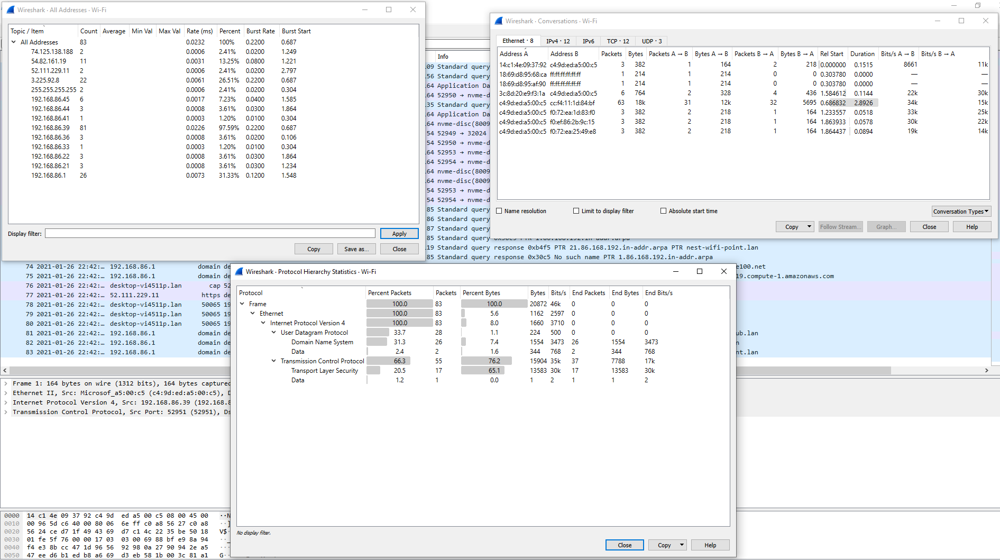 Wireshark · All Addresses · Wi-Fi
Topic / Item Count Average Min Val Max Val Rate (ms) Percent Burst Rate Burst Start
All Addresses 83 0.0232 100% 0.2200 0.687
74.125.138.188 2 0.0006 2.41% 0.0200 1.249
54.82.161.19 11 0.0031 13.25% 0.0800 1.221
52.111.229.11 2 0.0006 2.41% 0.0200 2.797
3.225.92.8 22 0.0061 26.51% 0.2200 0.687
255.255.255.255 2 0.0006 2.41% 0.0200 0.304
192.168.86.45 6 0.0017 7.23% 0.0400 1.585
192.168.86.44 3 0.0008 3.61% 0.0300 1.864
192.168.86.41 1 0.0003 1.20% 0.0100 0.304
192.168.86.39 81 0.0226 97.59% 0.2200 0.687
192.168.86.36 3 0.0008 3.61% 0.0200 0.106
192.168.86.33 1 0.0003 1.20% 0.0100 0.304
192.168.86.22 3 0.0008 3.61% 0.0300 1.864
192.168.86.21 3 0.0008 3.61% 0.0300 1.234
192.168.86.1 26 0.0073 31.33% 0.1200 1.548
Display filter: Apply
Copy Save as... Close
Wireshark · Conversations · Wi-Fi
Ethernet · 8 IPv4 · 12 IPv6 TCP · 12 UDP · 3
Address A Address B Packets Bytes Packets A → B Bytes A → B Packets B → A Bytes B → A Rel Start Duration Bits/s A → B Bits/s B → A
14:c1:4e:09:37:92 c4:9d:ed:a5:00:c5 3 382 1 164 2 218 0.000000 0.1515 8661 11k
18:69:d8:95:68:ca ff:ff:ff:ff:ff:ff 1 214 1 214 0 0 0.303780 0.0000 — —
18:69:d8:95:af:90 ff:ff:ff:ff:ff:ff 1 214 1 214 0 0 0.303780 0.0000 — —
3c:8d:20:e9:f3:1a c4:9d:ed:a5:00:c5 6 764 2 328 4 436 1.584612 0.1144 22k 30k
c4:9d:ed:a5:00:c5 cc:f4:11:1d:84:bf 63 18k 31 12k 32 5695 0.686832 2.8926 34k 15k
c4:9d:ed:a5:00:c5 f0:72:ea:1d:83:f0 3 382 2 218 1 164 1.233557 0.0518 33k 25k
c4:9d:ed:a5:00:c5 f0:ef:86:2b:9c:15 3 382 2 218 1 164 1.863933 0.0578 30k 22k
c4:9d:ed:a5:00:c5 f0:72:ea:25:49:e8 3 382 2 218 1 164 1.864437 0.0894 19k 14k
Name resolution Limit to display filter Absolute start time Conversation Types
Copy Follow Stream... Graph... Close Help
Info
09 Standard query
56 Standard query
64 Application Da
64 52950 → nvme-d
35 Standard query
64 Application Da
64 nvme-disc(8009
54 52949 → 32024
54 52950 → nvme-d
64 52953 → nvme-d
64 52954 → nvme-d
64 nvme-disc(8009
64 nvme-disc(8009
54 52953 → nvme-d
54 52954 → nvme-d
85 Standard query
86 Standard query
87 Standard query
85 Standard query 0x30c5 PTR 1.86.168.192.in-addr.arpa
19 Standard query response 0xb4f5 PTR 21.86.168.192.in-addr.arpa PTR nest-wifi-point.lan
85 Standard query response 0x30c5 No such name PTR 1.86.168.192.in-addr.arpa
74 2021-01-26 22:42:… 192.168.86.1 domain de e100.net
75 2021-01-26 22:42:… 192.168.86.1 domain de 19.compute-1.amazonaws.com
76 2021-01-26 22:42:… desktop-vi4511p.lan cap 52
77 2021-01-26 22:42:… 52.111.229.11 https de
78 2021-01-26 22:42:… desktop-vi4511p.lan 50065 19
79 2021-01-26 22:42:… desktop-vi4511p.lan 50065 19
80 2021-01-26 22:42:… desktop-vi4511p.lan 50065 19
81 2021-01-26 22:42:… 192.168.86.1 domain de ub.lan
82 2021-01-26 22:42:… 192.168.86.1 domain de n
83 2021-01-26 22:42:… 192.168.86.1 domain de nt.lan
Wireshark · Protocol Hierarchy Statistics · Wi-Fi
Protocol Percent Packets Packets Percent Bytes Bytes Bits/s End Packets End Bytes End Bits/s
Frame 100.0 83 100.0 20872 46k 0 0 0
Ethernet 100.0 83 5.6 1162 2597 0 0 0
Internet Protocol Version 4 100.0 83 8.0 1660 3710 0 0 0
User Datagram Protocol 33.7 28 1.1 224 500 0 0 0
Domain Name System 31.3 26 7.4 1554 3473 26 1554 3473
Data 2.4 2 1.6 344 768 2 344 768
Transmission Control Protocol 66.3 55 76.2 15904 35k 37 7788 17k
Transport Layer Security 20.5 17 65.1 13583 30k 17 13583 30k
Data 1.2 1 0.0 1 2 1 1 2
No display filter.
Close Copy Help
Frame 1: 164 bytes on wire (1312 bits), 164 bytes captured
Ethernet II, Src: Microsof_a5:00:c5 (c4:9d:ed:a5:00:c5), D
Internet Protocol Version 4, Src: 192.168.86.39 (192.168.8
Transmission Control Protocol, Src Port: 52951 (52951), Ds
0000 14 c1 4e 09 37 92 c4 9d ed a5 00 c5 08 00 45 00 ··N
0010 00 96 5d c6 40 00 80 06 6e ff c0 a8 56 27 c0 a8 ··]
0020 56 24 ce d7 1f 49 43 69 d7 c1 4c 22 35 be 50 18 V$·
0030 01 fe 5f 76 00 00 17 03 03 00 69 88 bf e9 8a 94 ··_
0040 f4 e3 8b cc 47 1d 96 56 92 98 0a 27 90 94 2e a5 ···
0050 47 ee d6 b1 ed b8 a6 69 d3 eb 58 1b 00 3c 81 a1 G··